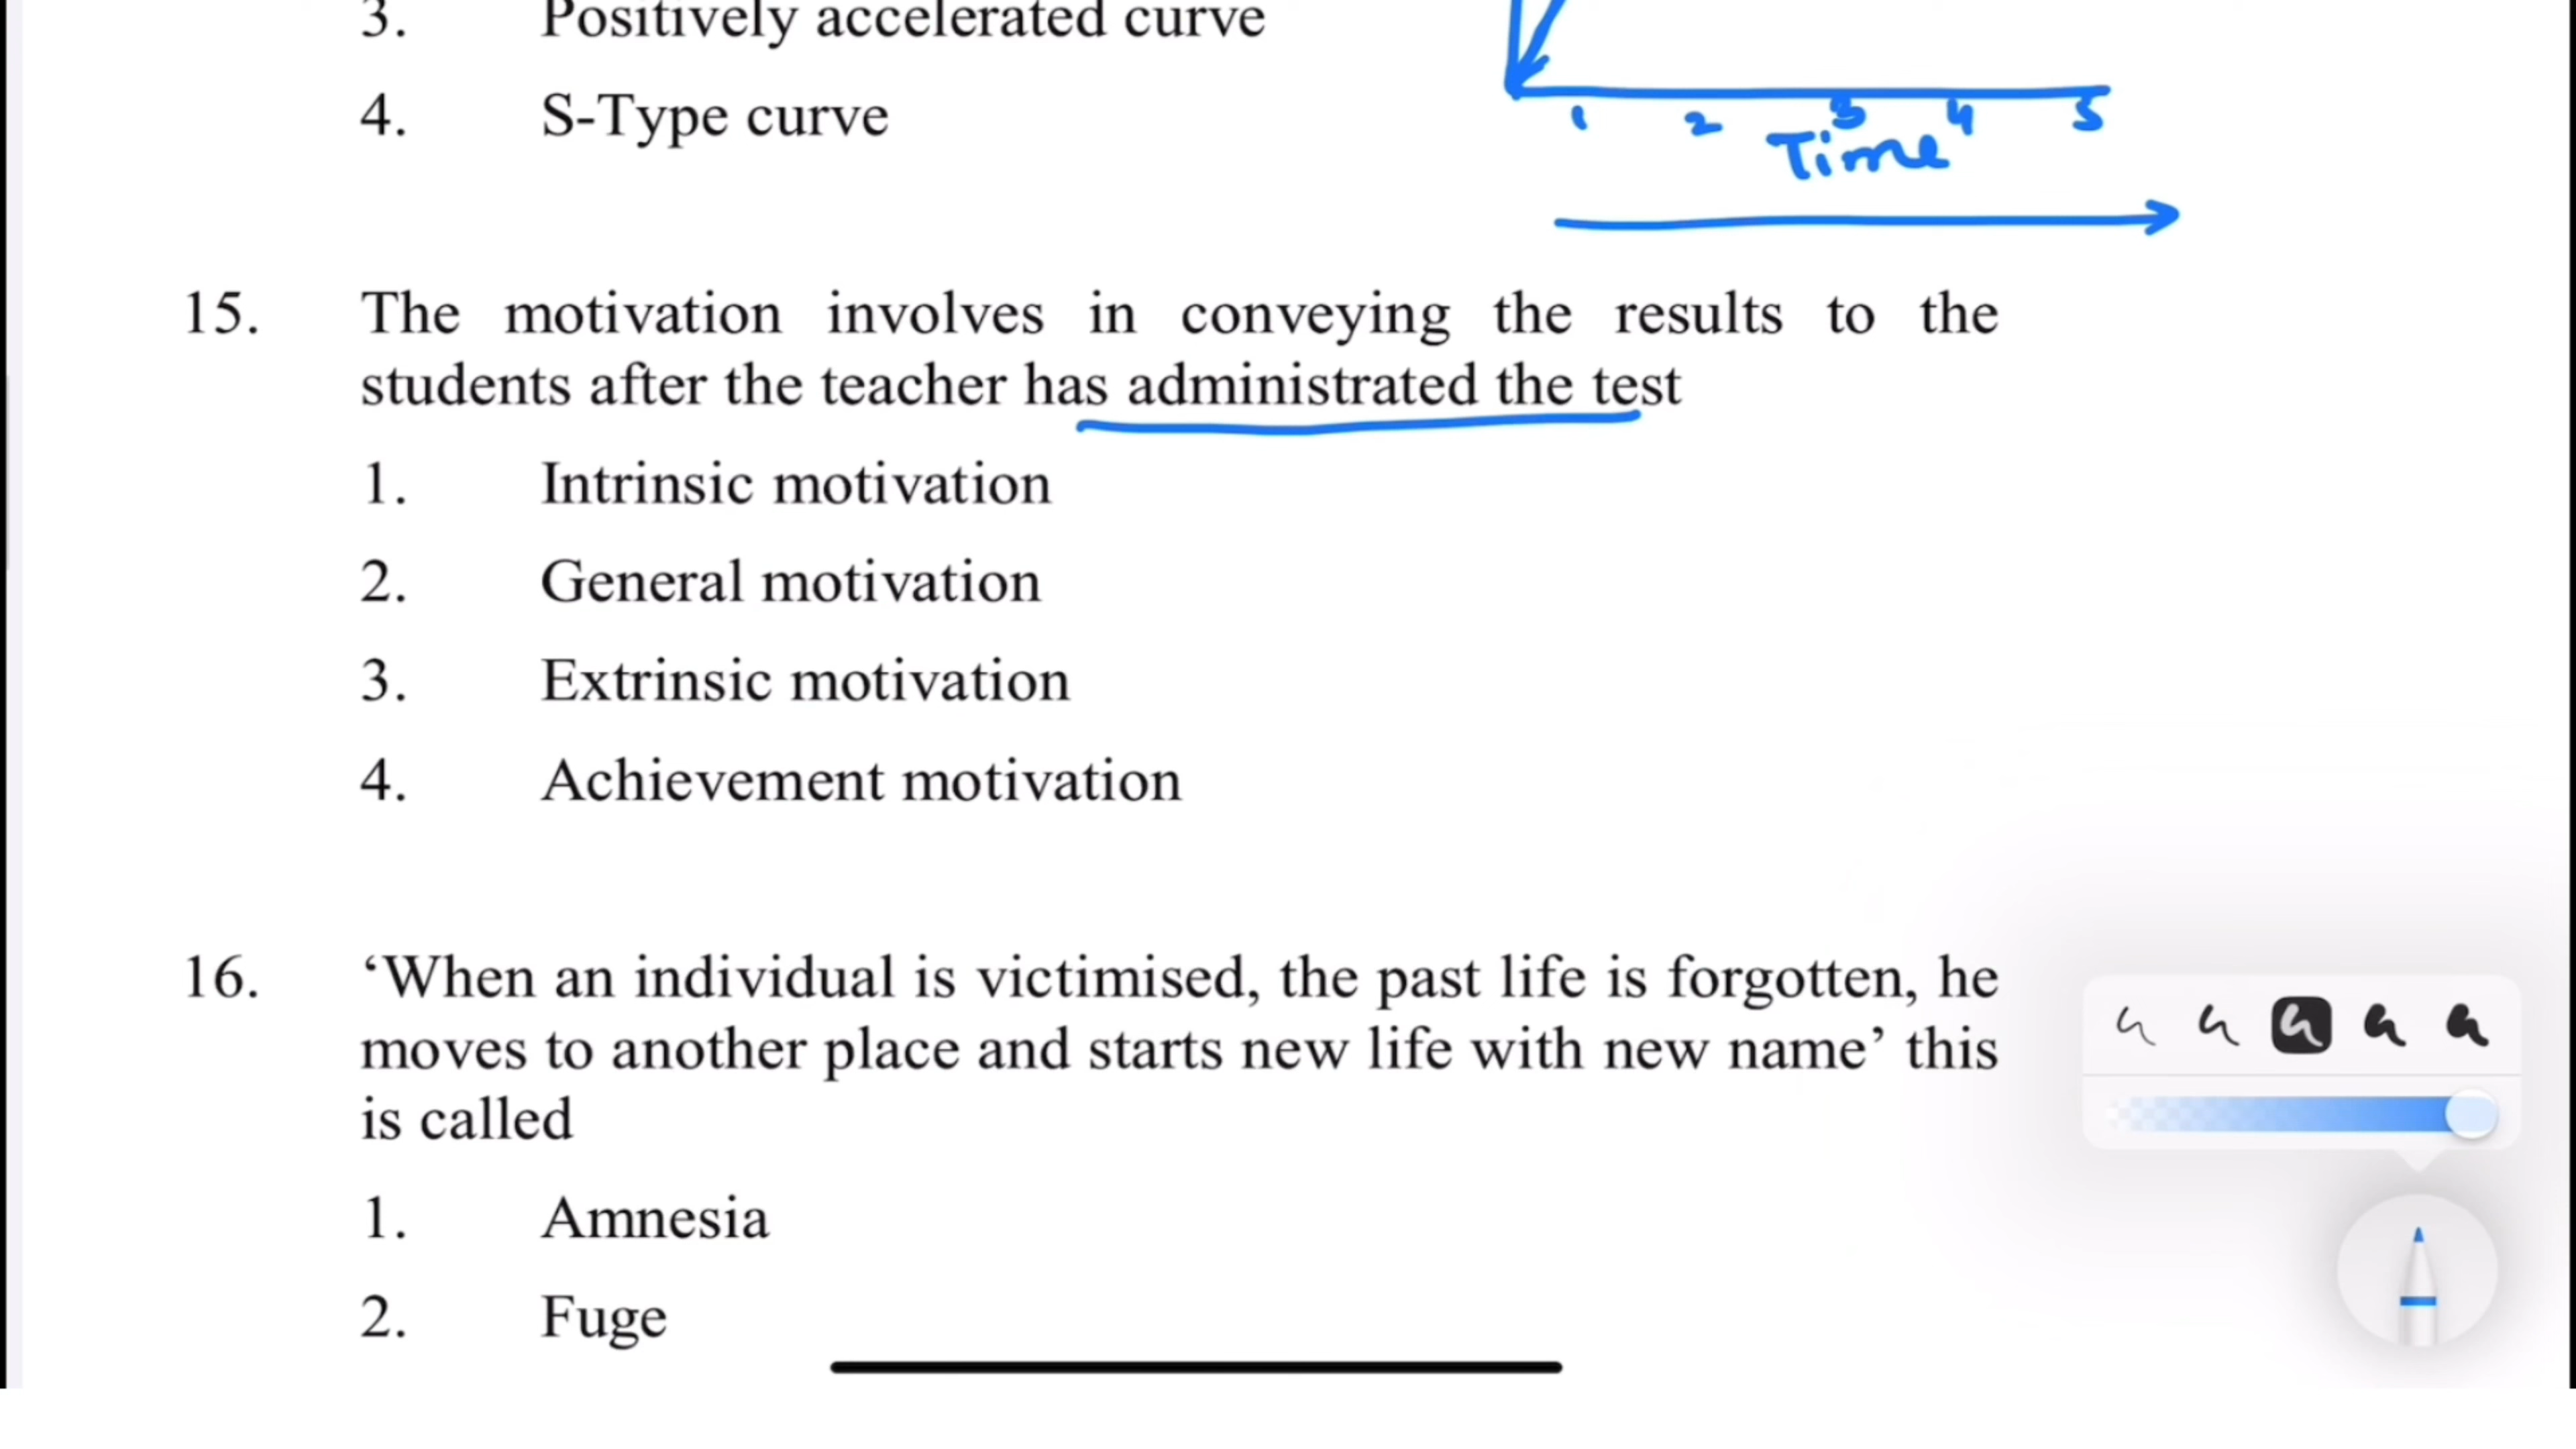 3. Positively accelerated curve
4. S-Type curve
1 2 3 4 5
Time
15. The motivation involves in conveying the results to the
students after the teacher has administrated the test
1. Intrinsic motivation
2. General motivation
3. Extrinsic motivation
4. Achievement motivation
16. ‘When an individual is victimised, the past life is forgotten, he
moves to another place and starts new life with new name’ this
is called
1. Amnesia
2. Fuge